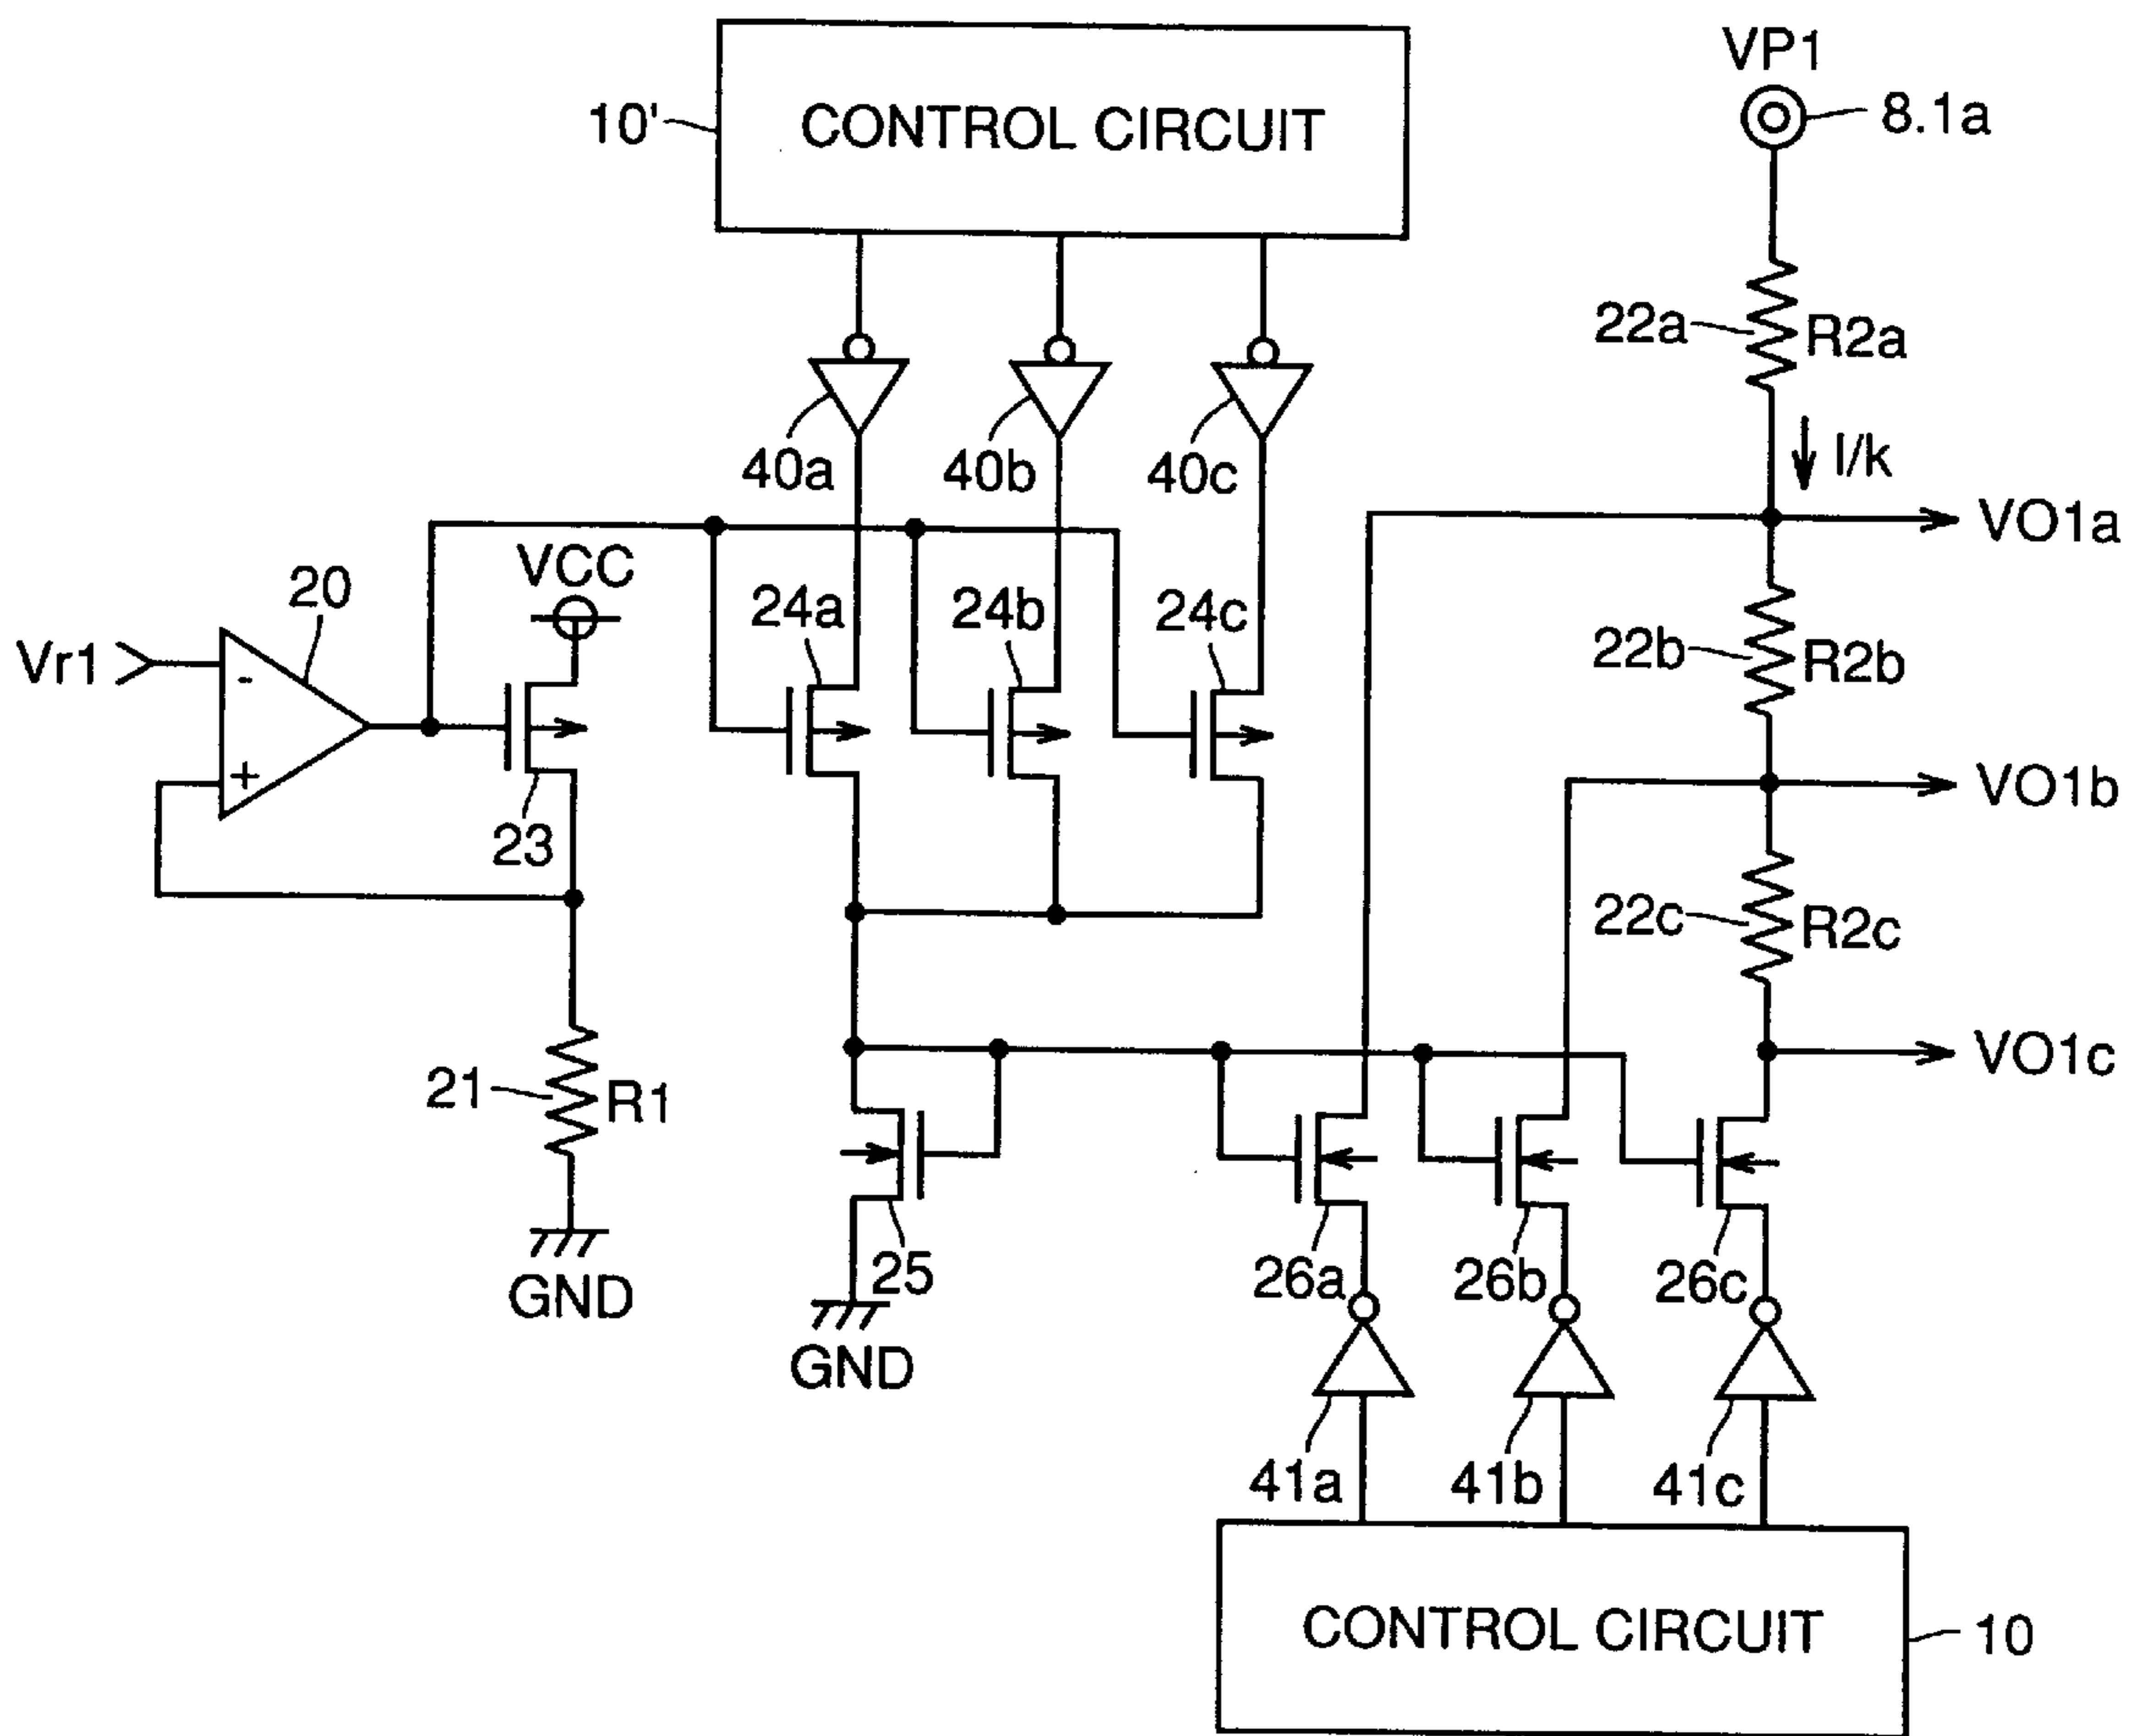 VP1
10'
CONTROL CIRCUIT
8.1a
22a
R2a
40a
40b
40c
I/k
VO1a
VCC
20
24a
24b
24c
Vr1
-
22b
R2b
+
VO1b
23
22c
R2c
VO1c
21
R1
25
26a
26b
26c
GND
GND
41a
41b
41c
CONTROL CIRCUIT
10